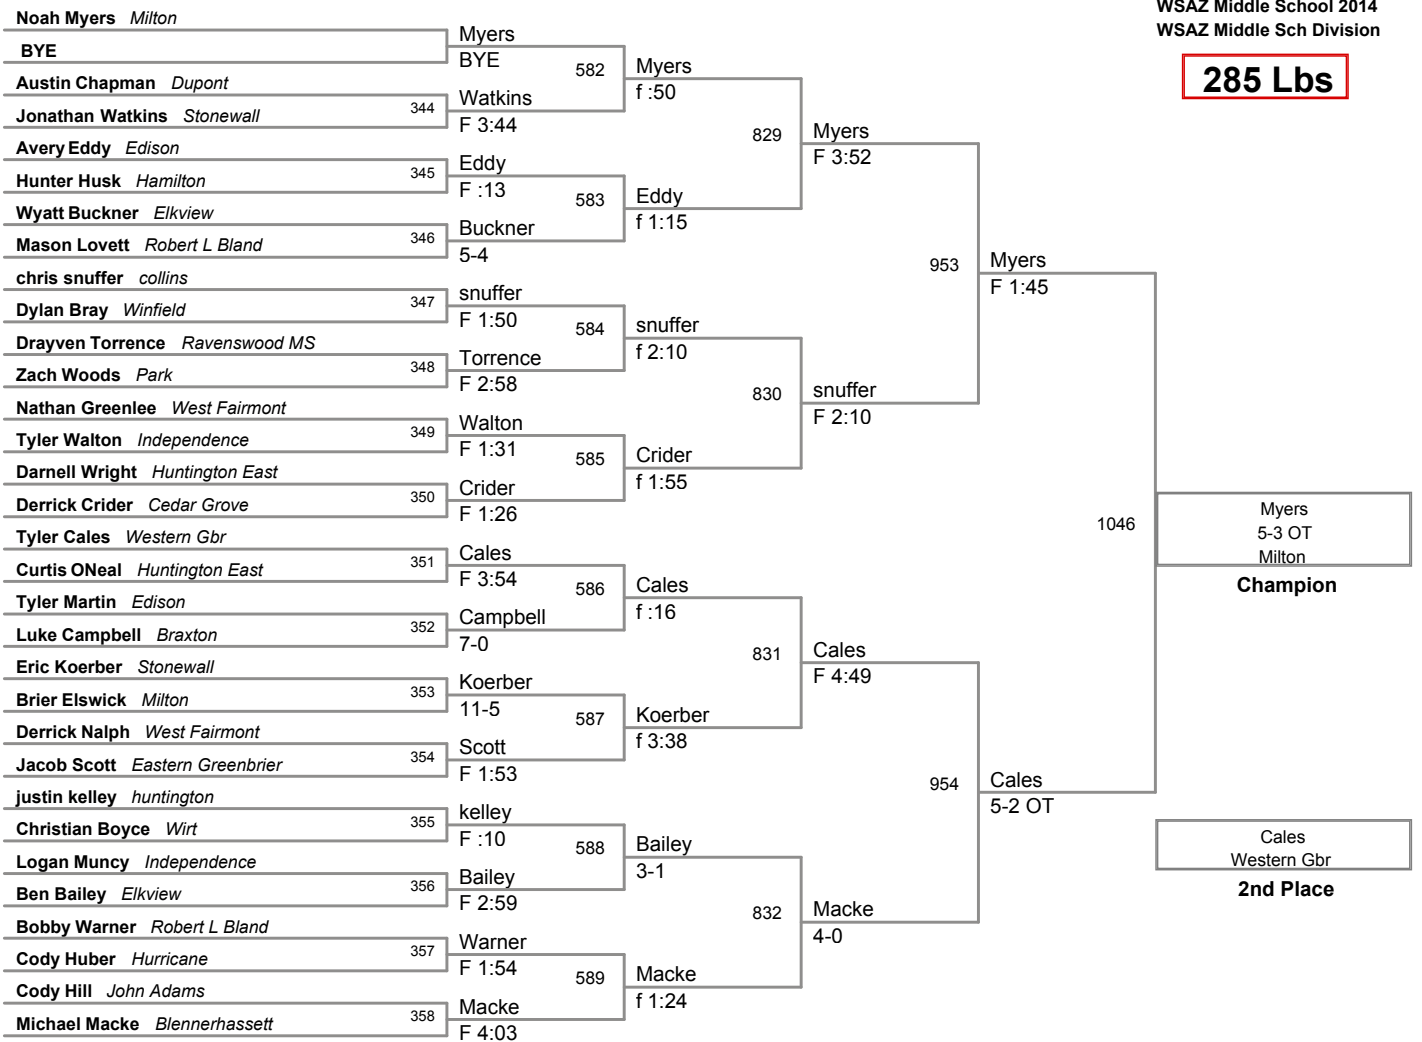 WSAZ Middle School 2014
WSAZ Middle Sch Division
285 Lbs
Noah Myers Milton
BYE
Austin Chapman Dupont
Jonathan Watkins Stonewall
Avery Eddy Edison
Hunter Husk Hamilton
Wyatt Buckner Elkview
Mason Lovett Robert L Bland
chris snuffer collins
Dylan Bray Winfield
Drayven Torrence Ravenswood MS
Zach Woods Park
Nathan Greenlee West Fairmont
Tyler Walton Independence
Darnell Wright Huntington East
Derrick Crider Cedar Grove
Tyler Cales Western Gbr
Curtis ONeal Huntington East
Tyler Martin Edison
Luke Campbell Braxton
Eric Koerber Stonewall
Brier Elswick Milton
Derrick Nalph West Fairmont
Jacob Scott Eastern Greenbrier
justin kelley huntington
Christian Boyce Wirt
Logan Muncy Independence
Ben Bailey Elkview
Bobby Warner Robert L Bland
Cody Huber Hurricane
Cody Hill John Adams
Michael Macke Blennerhassett
344
345
346
347
348
349
350
351
352
353
354
355
356
357
358
Myers
BYE
Watkins
F 3:44
Eddy
F :13
Buckner
5-4
snuffer
F 1:50
Torrence
F 2:58
Walton
F 1:31
Crider
F 1:26
Cales
F 3:54
Campbell
7-0
Koerber
11-5
Scott
F 1:53
kelley
F :10
Bailey
F 2:59
Warner
F 1:54
Macke
F 4:03
582
583
584
585
586
587
588
589
Myers
f :50
Eddy
f 1:15
snuffer
f 2:10
Crider
f 1:55
Cales
f :16
Koerber
f 3:38
Bailey
3-1
Macke
f 1:24
829
830
831
832
Myers
F 3:52
snuffer
F 2:10
Cales
F 4:49
Macke
4-0
953
954
Myers
F 1:45
Cales
5-2 OT
1046
Myers
5-3 OT
Milton
Champion
Cales
Western Gbr
2nd Place